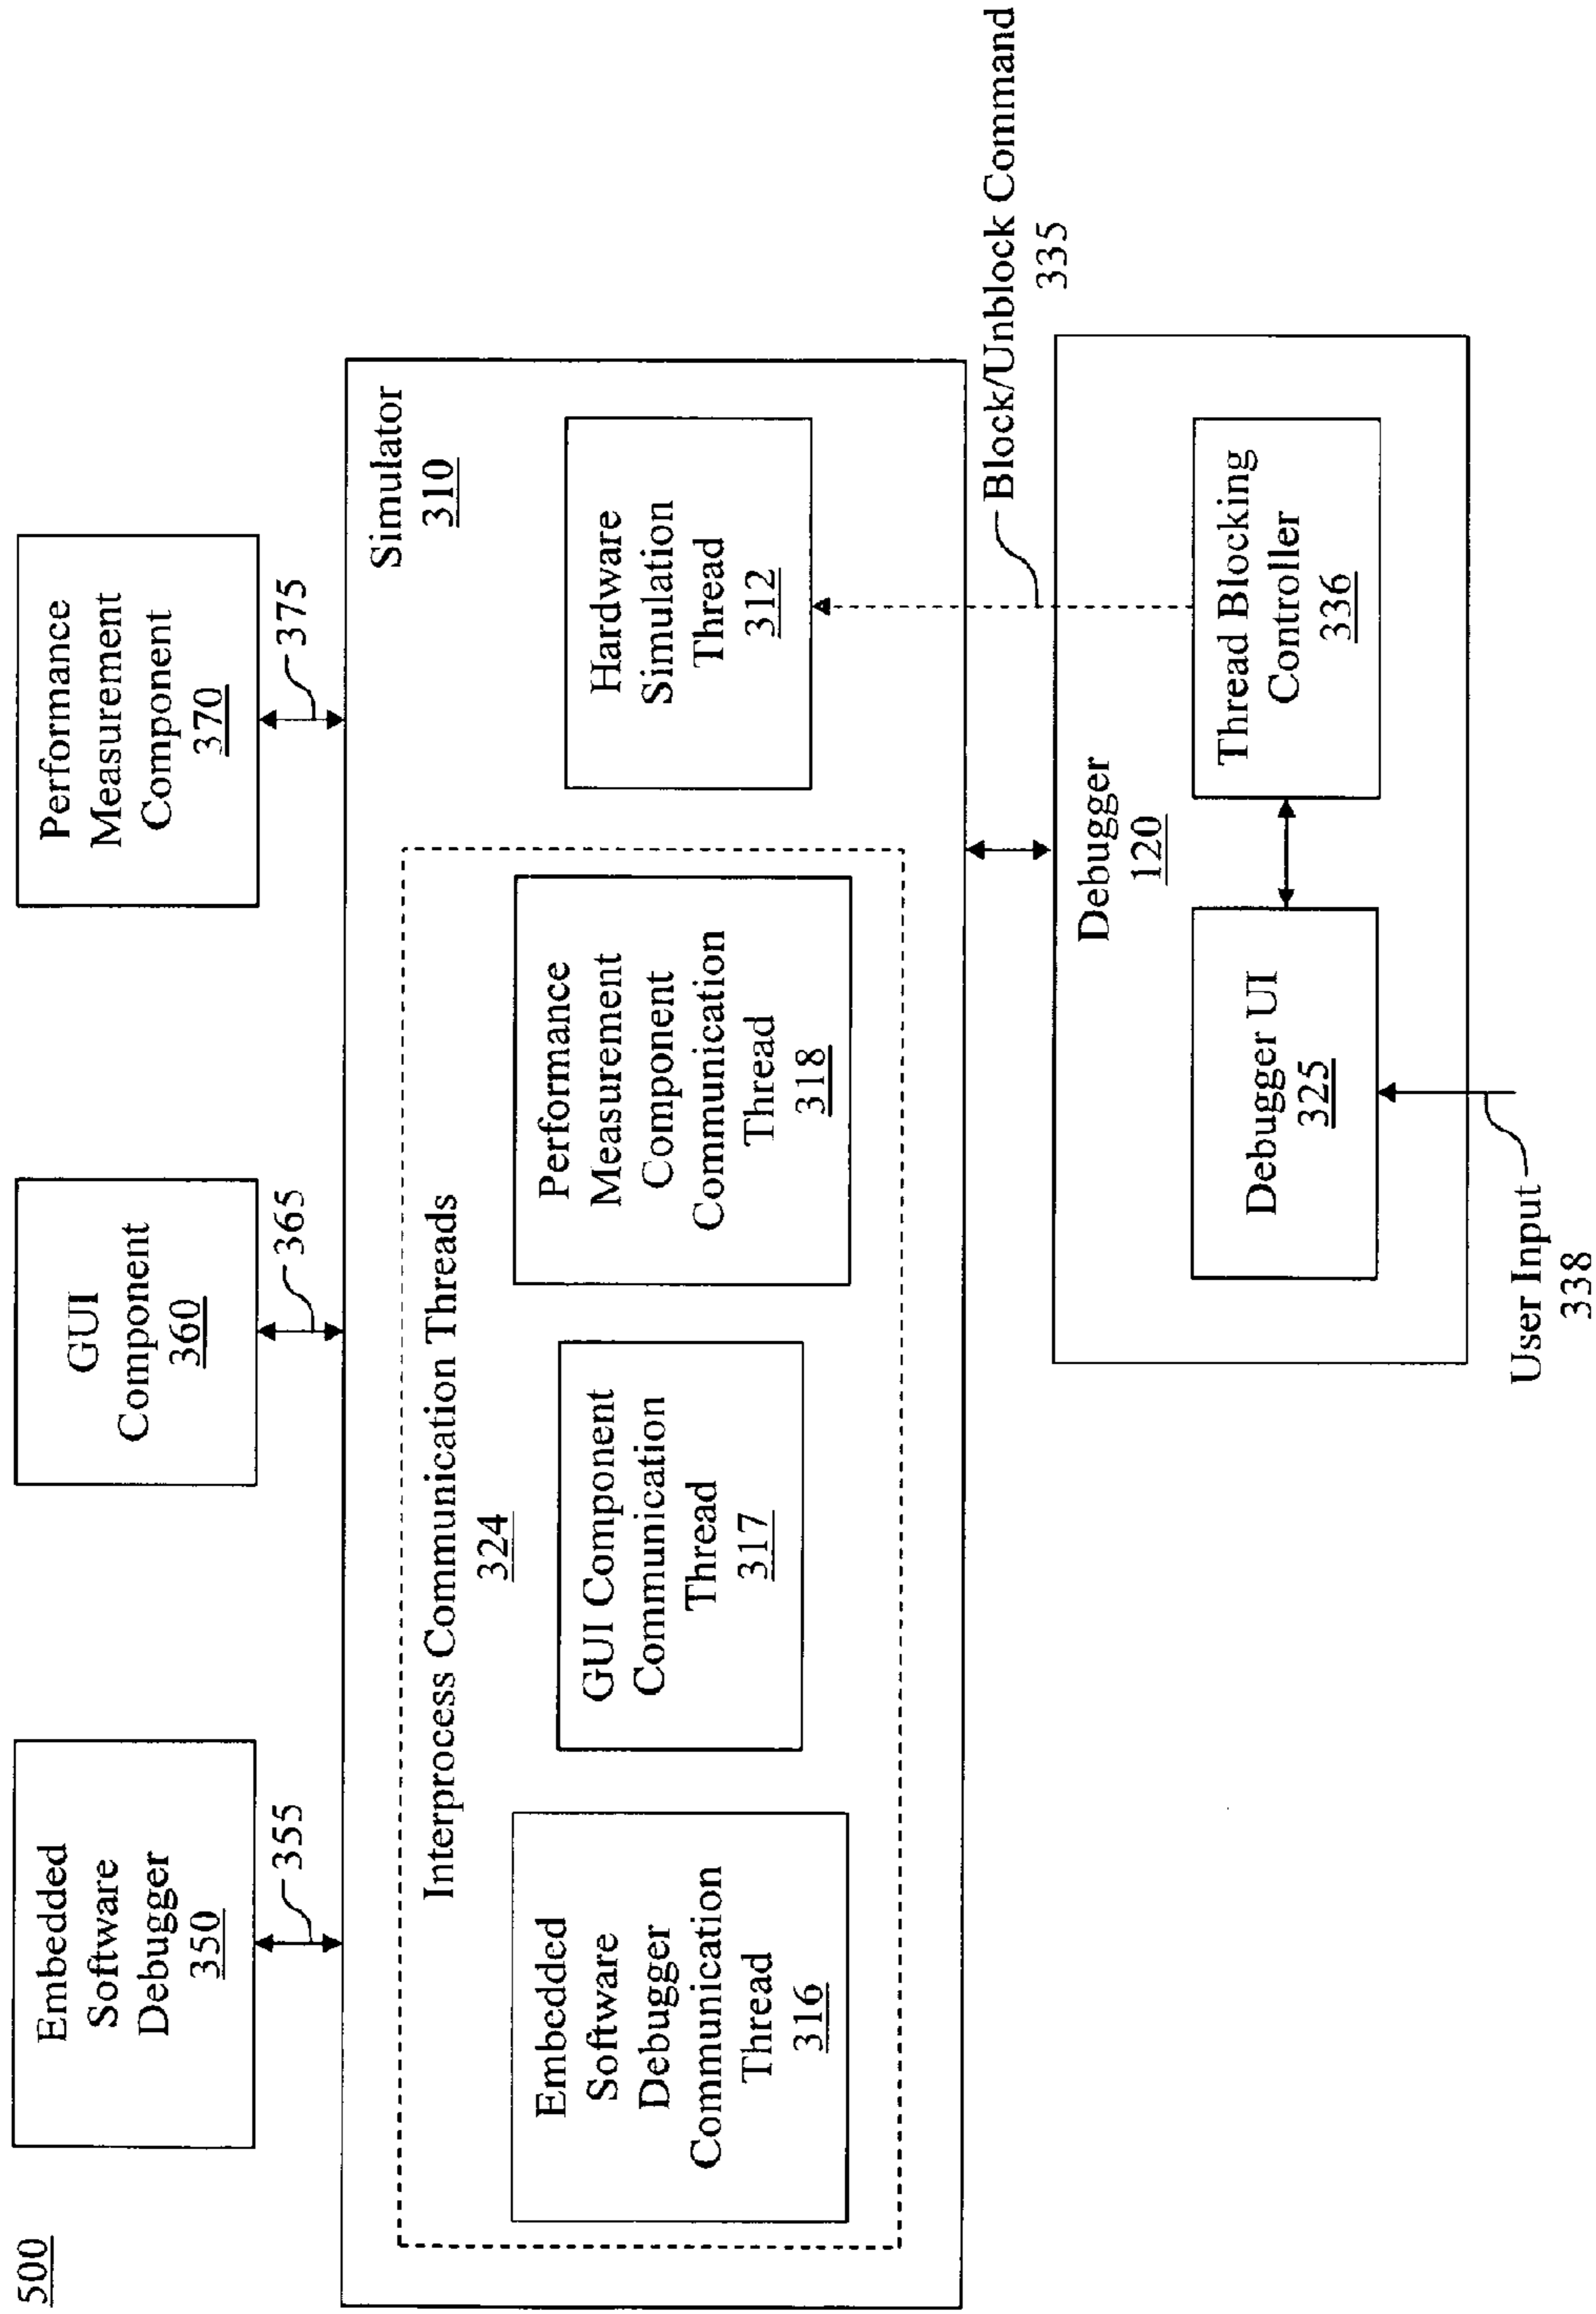 500
Embedded
Software
Debugger
350
355
GUI
Component
360
365
Performance
Measurement
Component
370
375
Simulator
310
Interprocess Communication Threads
324
Embedded
Software
Debugger
Communication
Thread
316
GUI Component
Communication
Thread
317
Performance
Measurement
Component
Communication
Thread
318
Hardware
Simulation
Thread
312
Block/Unblock Command
335
Debugger
120
Debugger UI
325
Thread Blocking
Controller
336
User Input
338